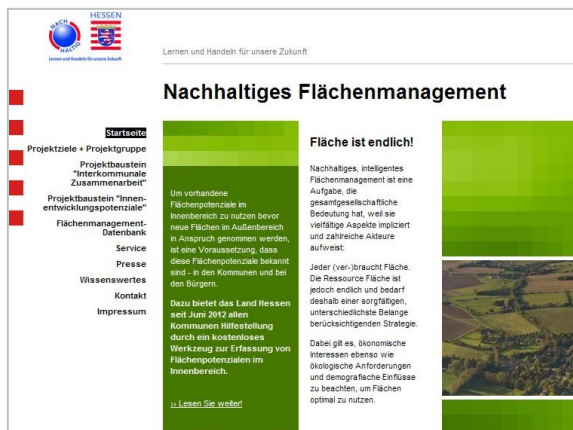 HESSEN
NACH
HALTIG
Lernen und Handeln für unsere Zukunft
Lernen und Handeln für unsere Zukunft
Nachhaltiges Flächenmanagement
Startseite
Projektziele + Projektgruppe
Projektbaustein
"Interkommunale
Zusammenarbeit"
Projektbaustein "Innen-
entwicklungspotenziale"
Flächenmanagement-
Datenbank
Service
Presse
Wissenswertes
Kontakt
Impressum
Um vorhandene
Flächenpotenziale im
Innenbereich zu nutzen bevor
neue Flächen im Außenbereich
in Anspruch genommen werden,
ist eine Voraussetzung, dass
diese Flächenpotenziale bekannt
sind - in den Kommunen und bei
den Bürgern.
Dazu bietet das Land Hessen
seit Juni 2012 allen
Kommunen Hilfestellung
durch ein kostenloses
Werkzeug zur Erfassung von
Flächenpotenzialen im
Innenbereich.
>> Lesen Sie weiter!
Fläche ist endlich!
Nachhaltiges, intelligentes
Flächenmanagement ist eine
Aufgabe, die
gesamtgesellschaftliche
Bedeutung hat, weil sie
vielfältige Aspekte impliziert
und zahlreiche Akteure
aufweist:
Jeder (ver-)braucht Fläche.
Die Ressource Fläche ist
jedoch endlich und bedarf
deshalb einer sorgfältigen,
unterschiedlichste Belange
berücksichtigenden Strategie.
Dabei gilt es, ökonomische
Interessen ebenso wie
ökologische Anforderungen
und demografische Einflüsse
zu beachten, um Flächen
optimal zu nutzen.